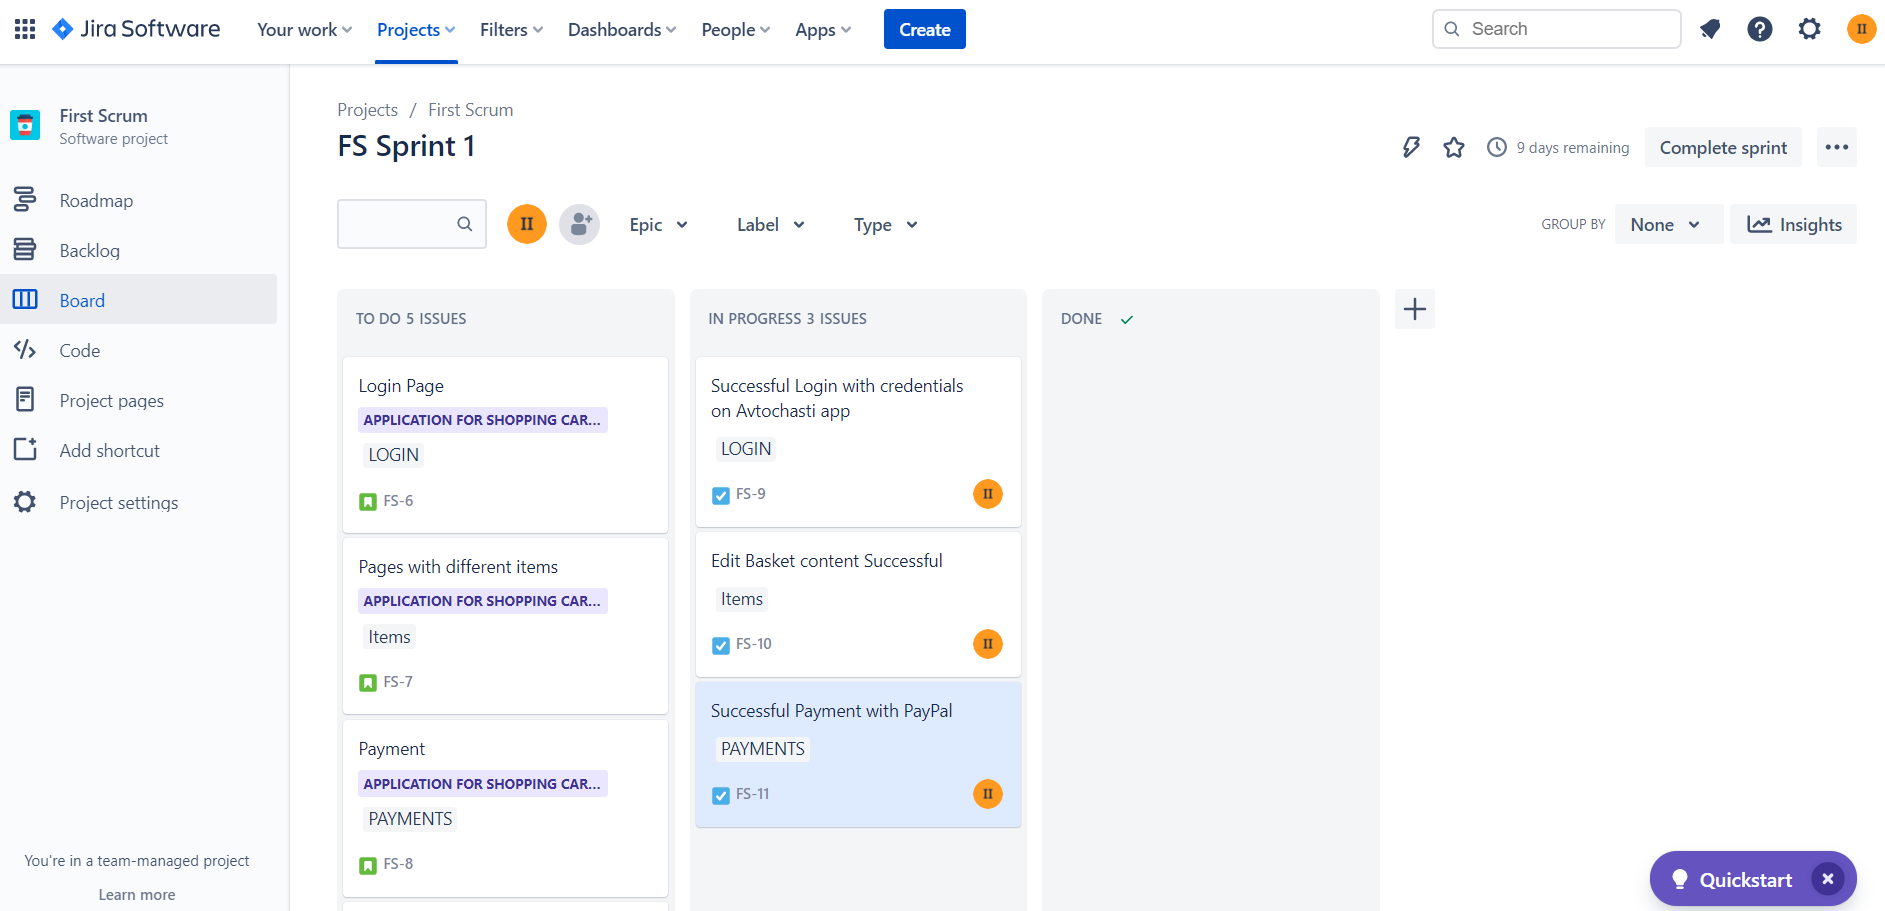 Jira Software
Your work
Projects
Filters
Dashboards
People
Apps
Create
Search
II
First Scrum
Software project
Roadmap
Backlog
Board
Code
Project pages
Add shortcut
Project settings
You're in a team-managed project
Learn more
Projects / First Scrum
FS Sprint 1
9 days remaining
Complete sprint
II
Epic
Label
Type
GROUP BY
None
Insights
TO DO 5 ISSUES
Login Page
APPLICATION FOR SHOPPING CAR...
LOGIN
FS-6
Pages with different items
APPLICATION FOR SHOPPING CAR...
Items
FS-7
Payment
APPLICATION FOR SHOPPING CAR...
PAYMENTS
FS-8
IN PROGRESS 3 ISSUES
Successful Login with credentials
on Avtochasti app
LOGIN
FS-9
II
Edit Basket content Successful
Items
FS-10
II
Successful Payment with PayPal
PAYMENTS
FS-11
II
DONE
Quickstart